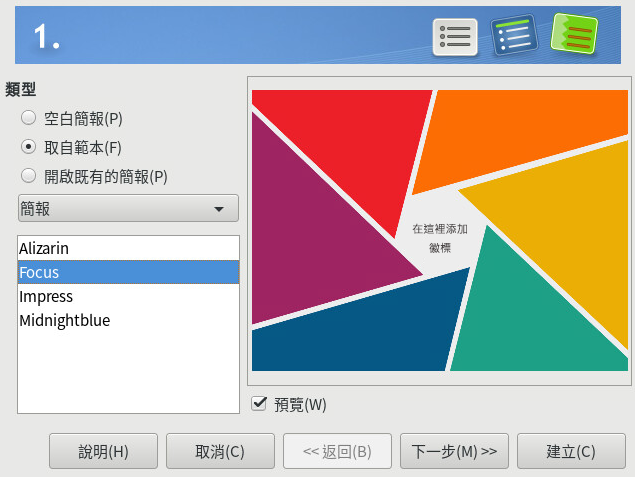 1.
類型
空白簡報(P)
取自範本(F)
開啟既有的簡報(P)
簡報
Alizarin
Focus
Impress
Midnightblue
在這裡添加
徽標
預覽(W)
說明(H)
取消(C)
<< 返回(B)
下一步(M) >>
建立(C)